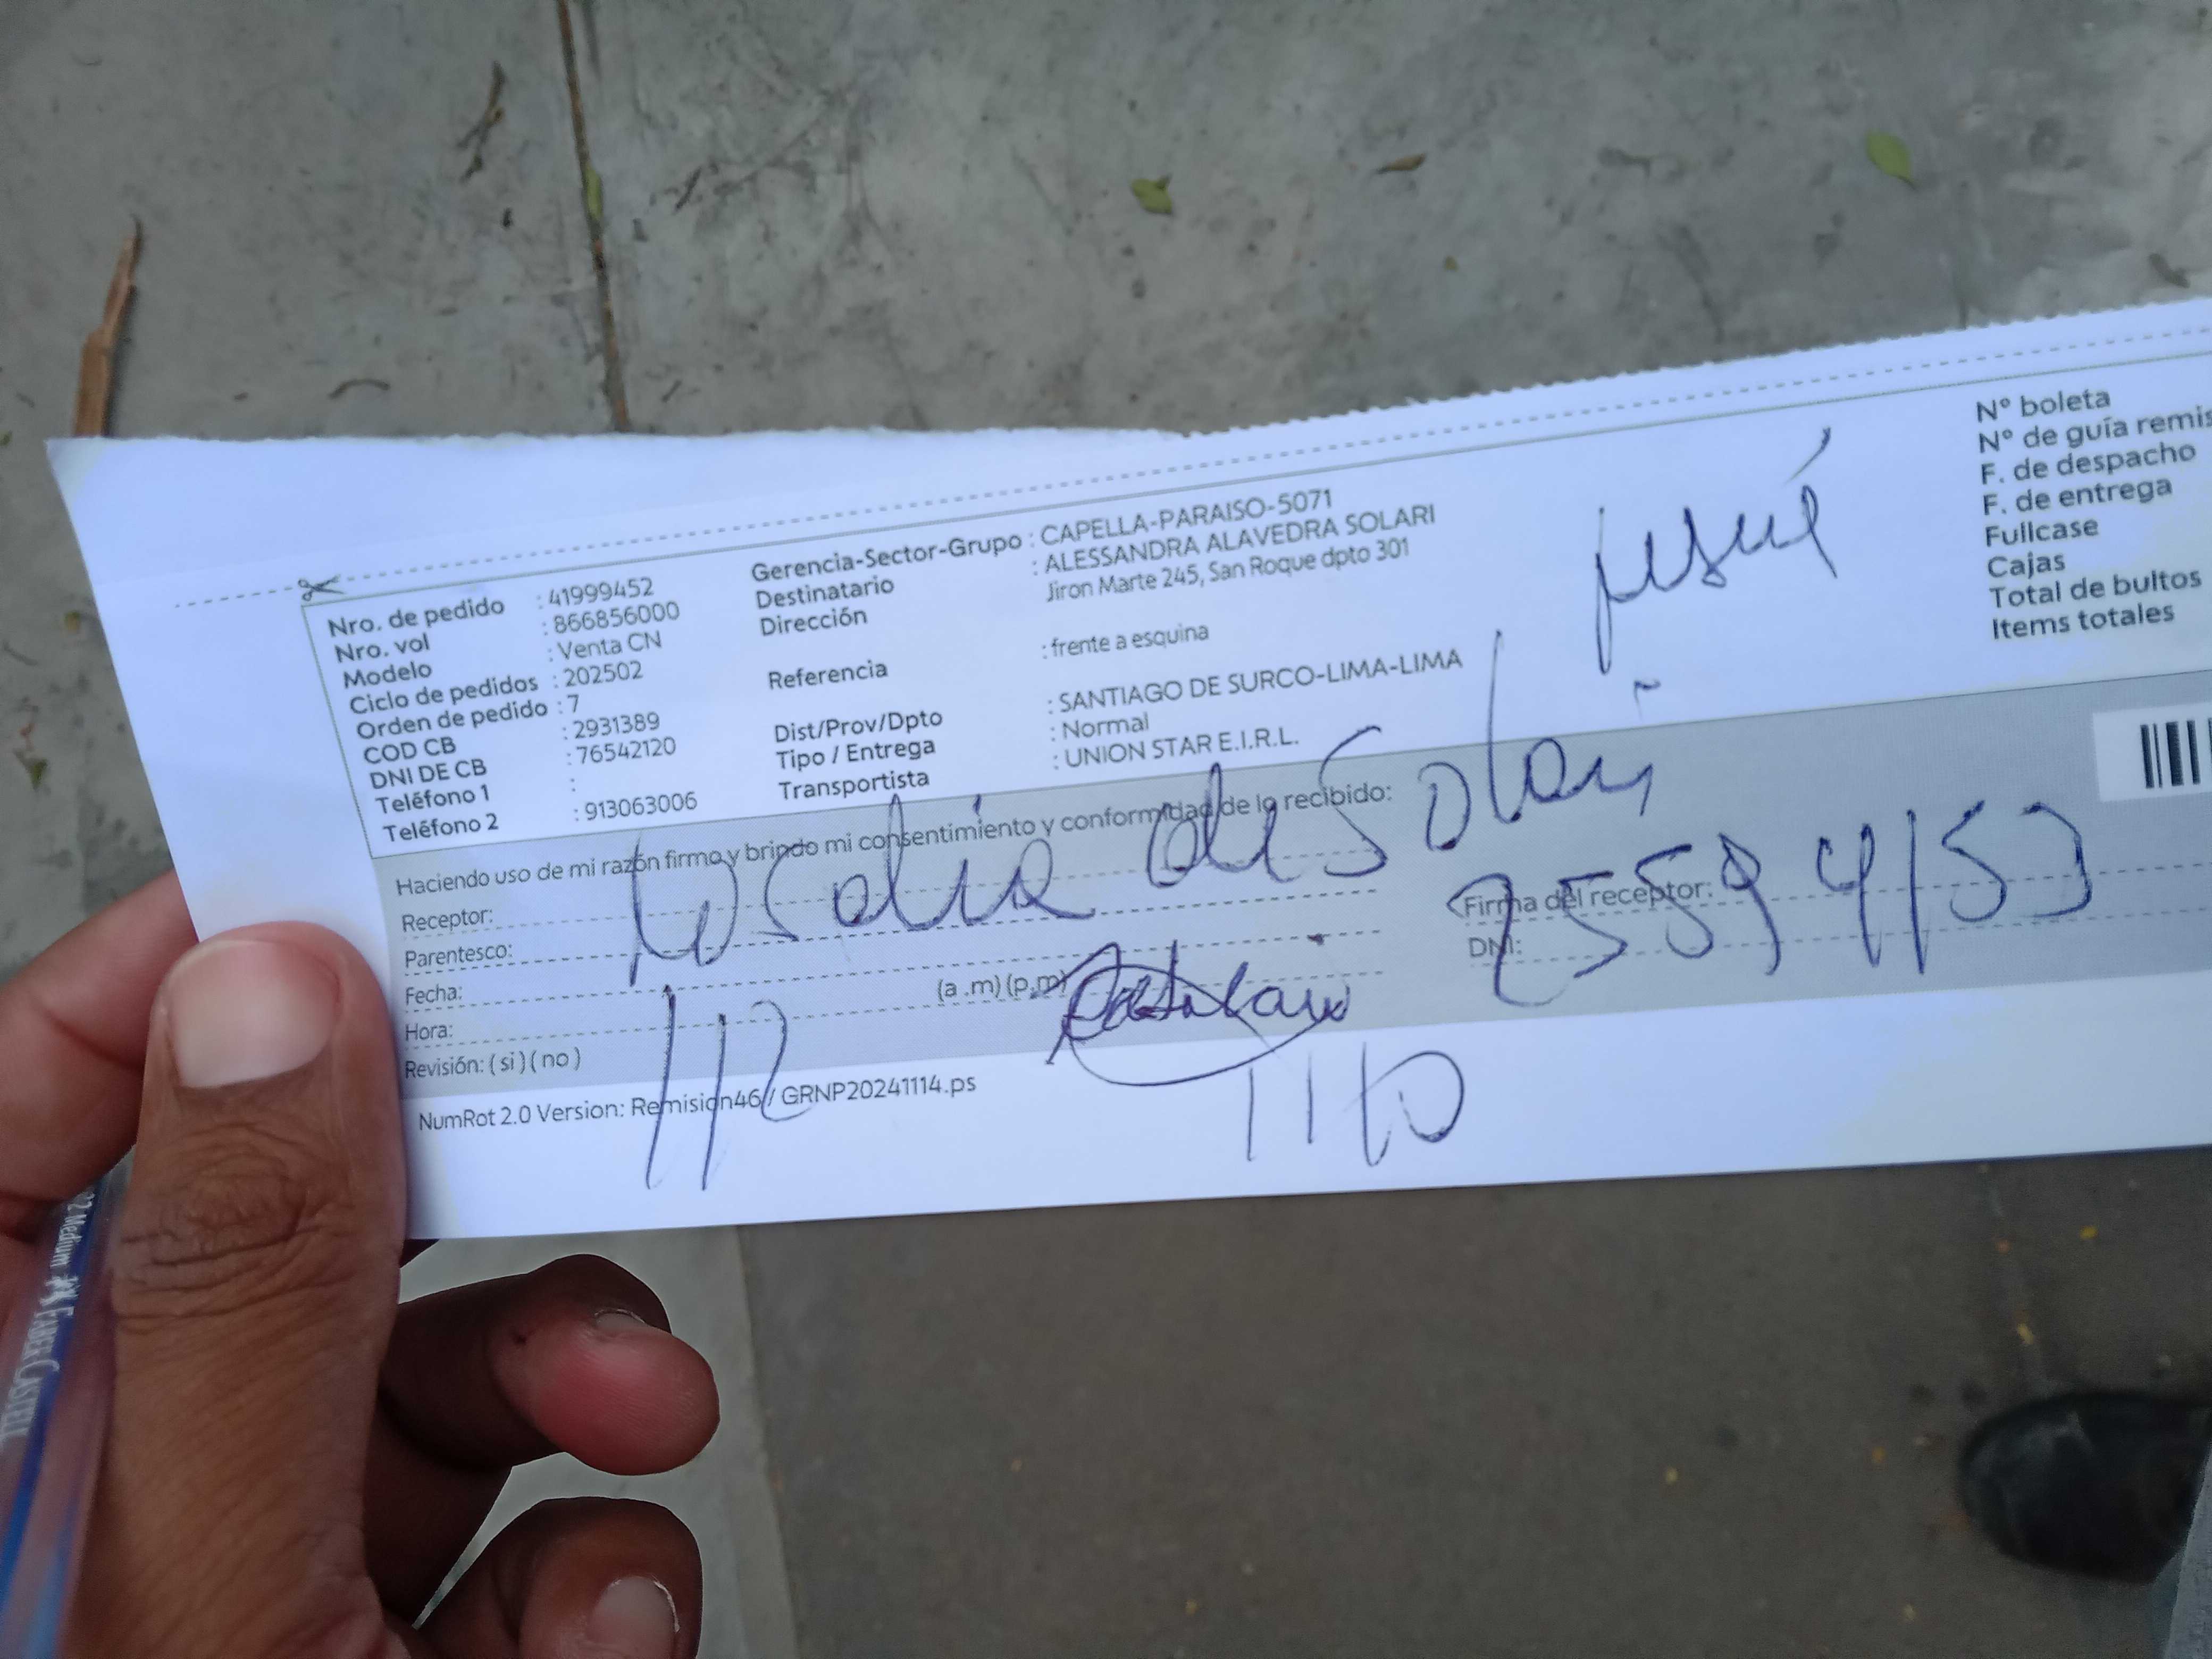 Nro. de pedido : 41999452
Nro. vol : 866856000
Modelo : Venta CN
Ciclo de pedidos : 202502
Orden de pedido : 7
COD CB : 2931389
DNI DE CB : 76542120
Teléfono 1 :
Teléfono 2 : 913063006
Gerencia-Sector-Grupo : CAPELLA-PARAISO-5071
Destinatario : ALESSANDRA ALAVEDRA SOLARI
Dirección Jiron Marte 245, San Roque dpto 301
Referencia : frente a esquina
Dist/Prov/Dpto : SANTIAGO DE SURCO-LIMA-LIMA
Tipo / Entrega : Normal
Transportista : UNION STAR E.I.R.L.
Nº boleta
Nº de guía remis
F. de despacho
F. de entrega
Fullcase
Cajas
Total de bultos
Items totales
Haciendo uso de mi razón firmo y brindo mi consentimiento y conformidad de lo recibido:
Receptor:
Parentesco:
Fecha:
Hora: (a .m) (p.m)
Revisión: ( si ) ( no )
Firma del receptor:
DNI:
NumRot 2.0 Version: Remision46 / GRNP20241114.ps
1140
2 Medium FABER CASTELL